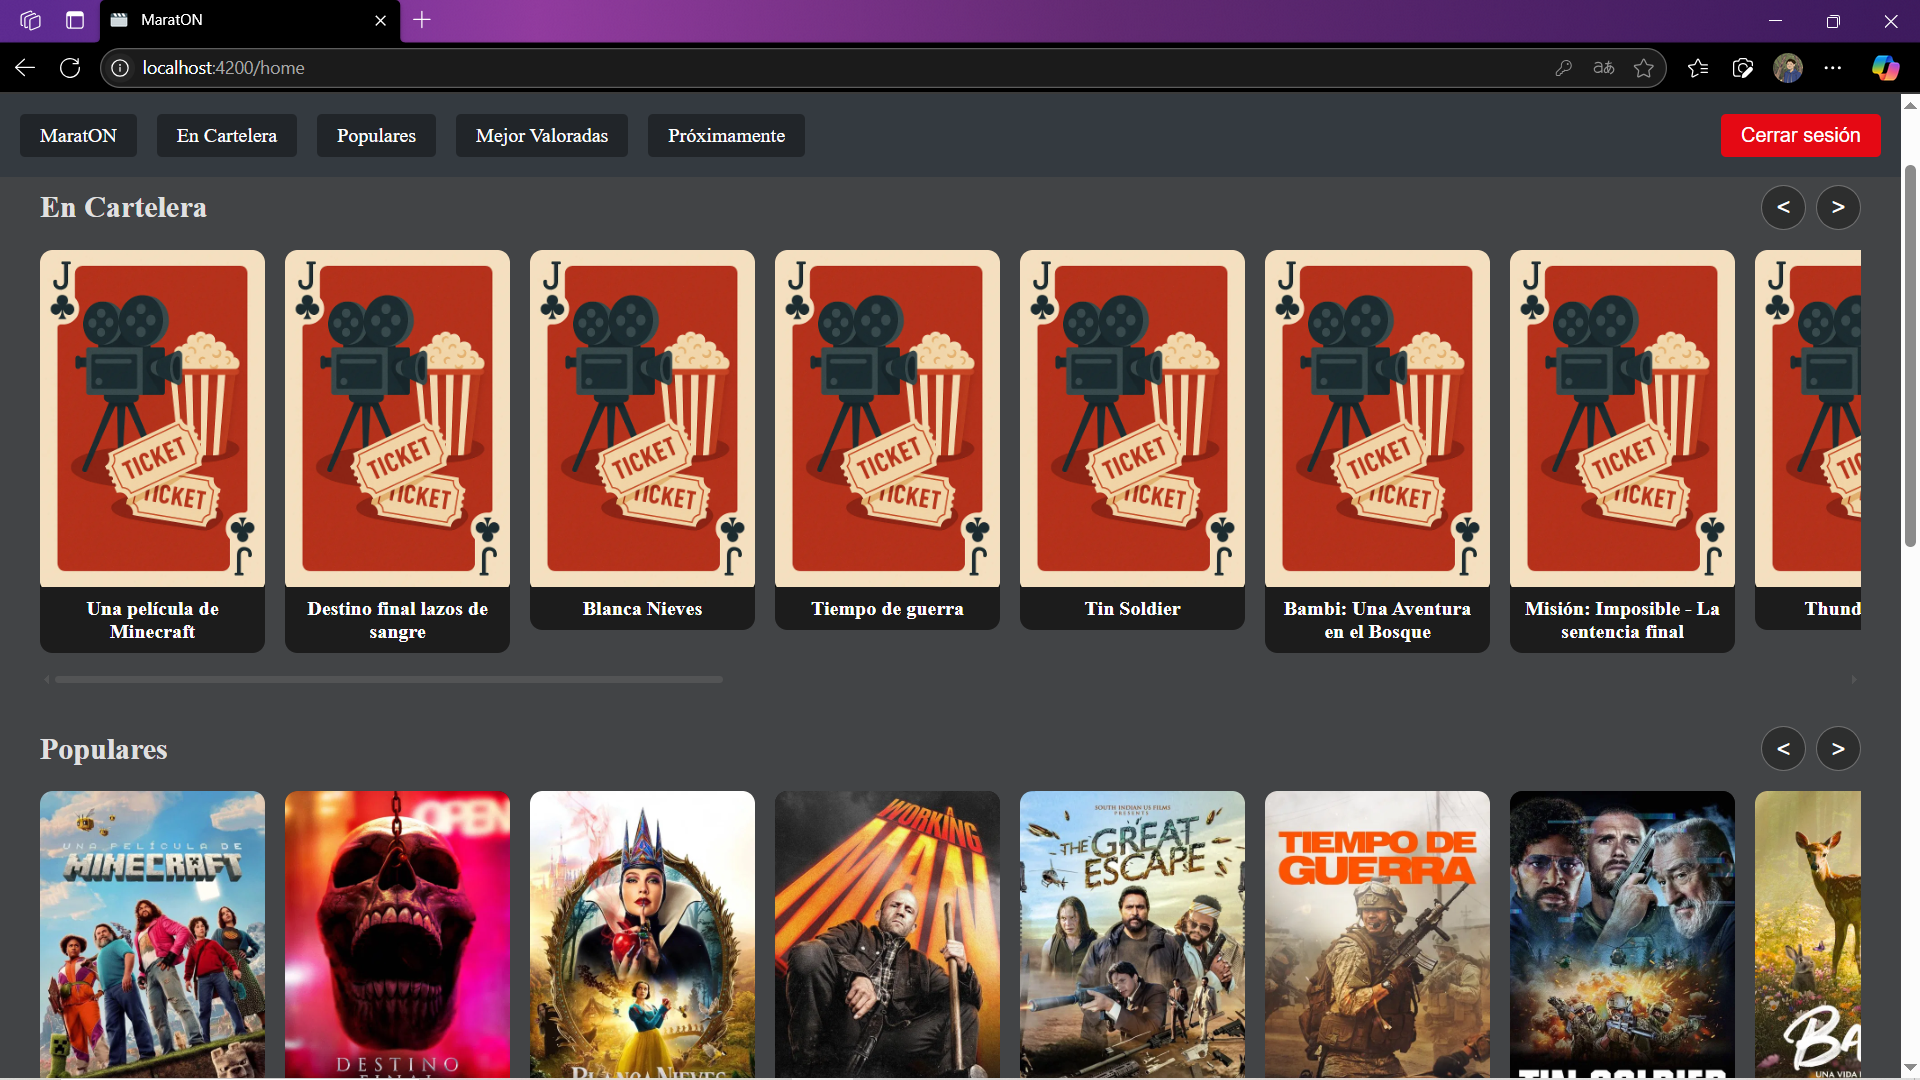 MaratON
localhost:4200/home
MaratON
En Cartelera
Populares
Mejor Valoradas
Próximamente
Cerrar sesión
En Cartelera
< >
J J J J J J J J
TICKET TICKET TICKET TICKET TICKET TICKET TICKET
TICKET TICKET TICKET TICKET TICKET TICKET TICKET
J J J J J J J
Una película de
Minecraft
Destino final lazos de
sangre
Blanca Nieves
Tiempo de guerra
Tin Soldier
Bambi: Una Aventura
en el Bosque
Misión: Imposible - La
sentencia final
Thund
Populares
< >
UNA PELÍCULA DE
MINECRAFT
OPEN
DESTINO
FINAL
BLANCA NIEVES
A
WORKING
MAN
SOUTH INDIAN US FILMS
PRESENTS
THE GREAT
ESCAPE
TIEMPO DE
GUERRA
TIN SOLDIER
BA
UNA VIDA